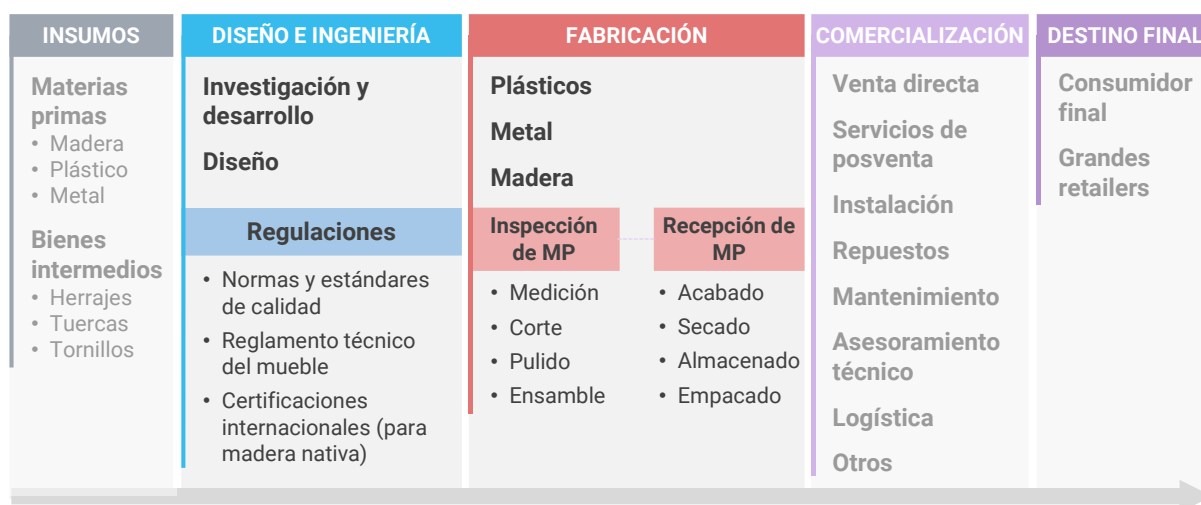 INSUMOS
Materias
primas
• Madera
• Plástico
• Metal
Bienes
intermedios
• Herrajes
• Tuercas
• Tornillos
DISEÑO E INGENIERÍA
Investigación y
desarrollo
Diseño
Regulaciones
• Normas y estándares
de calidad
• Reglamento técnico
del mueble
• Certificaciones
internacionales (para
madera nativa)
FABRICACIÓN
Plásticos
Metal
Madera
Inspección
de MP
• Medición
• Corte
• Pulido
• Ensamble
Recepción de
MP
• Acabado
• Secado
• Almacenado
• Empacado
COMERCIALIZACIÓN
Venta directa
Servicios de
posventa
Instalación
Repuestos
Mantenimiento
Asesoramiento
técnico
Logística
Otros
DESTINO FINAL
Consumidor
final
Grandes
retailers